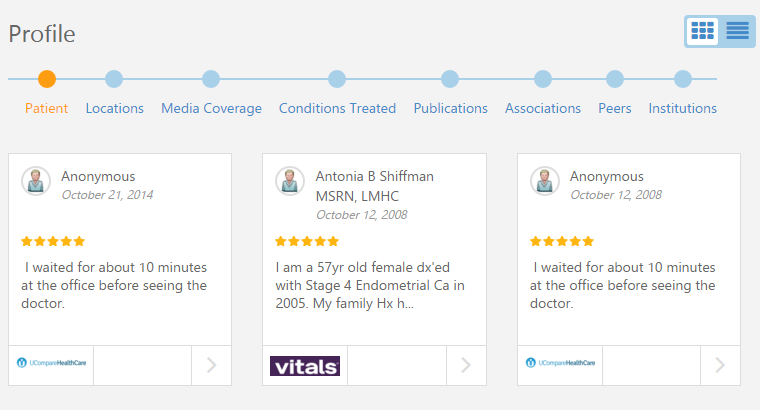 Profile
Patient Locations Media Coverage Conditions Treated Publications Associations Peers Institutions
Anonymous
October 21, 2014
I waited for about 10 minutes
at the office before seeing the
doctor.
UCompareHealthCare
Antonia B Shiffman
MSRN, LMHC
October 12, 2008
I am a 57yr old female dx'ed
with Stage 4 Endometrial Ca in
2005. My family Hx h...
vitals
Anonymous
October 12, 2008
I waited for about 10 minutes
at the office before seeing the
doctor.
UCompareHealthCare